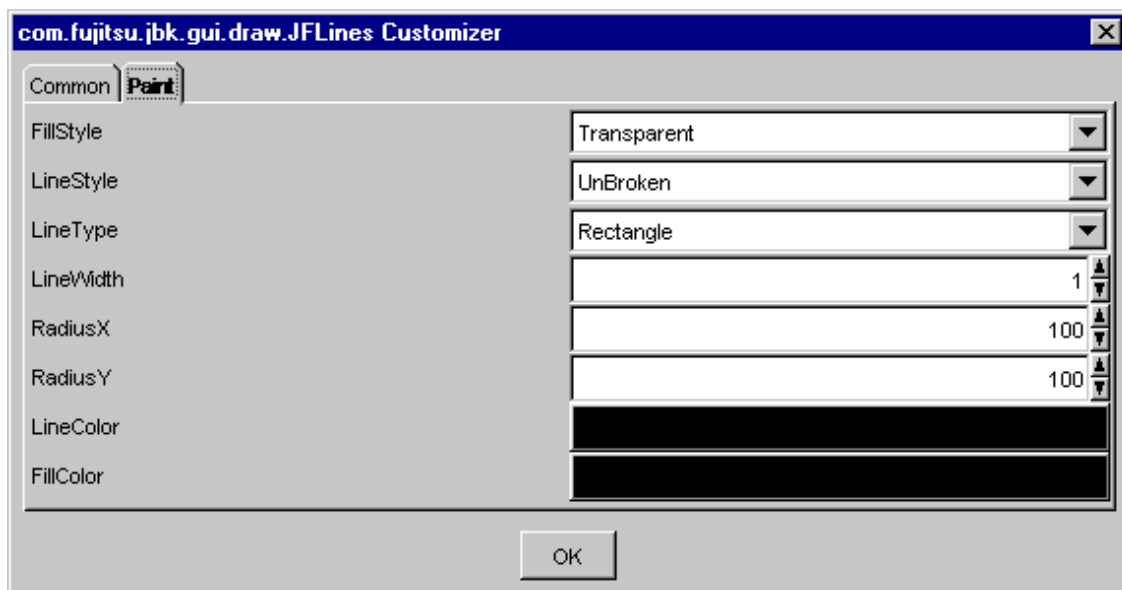 com.fujitsu.jbk.gui.draw.JFLines Customizer
Common Paint
FillStyle Transparent
LineStyle UnBroken
LineType Rectangle
LineWidth 1
RadiusX 100
RadiusY 100
LineColor
FillColor
OK